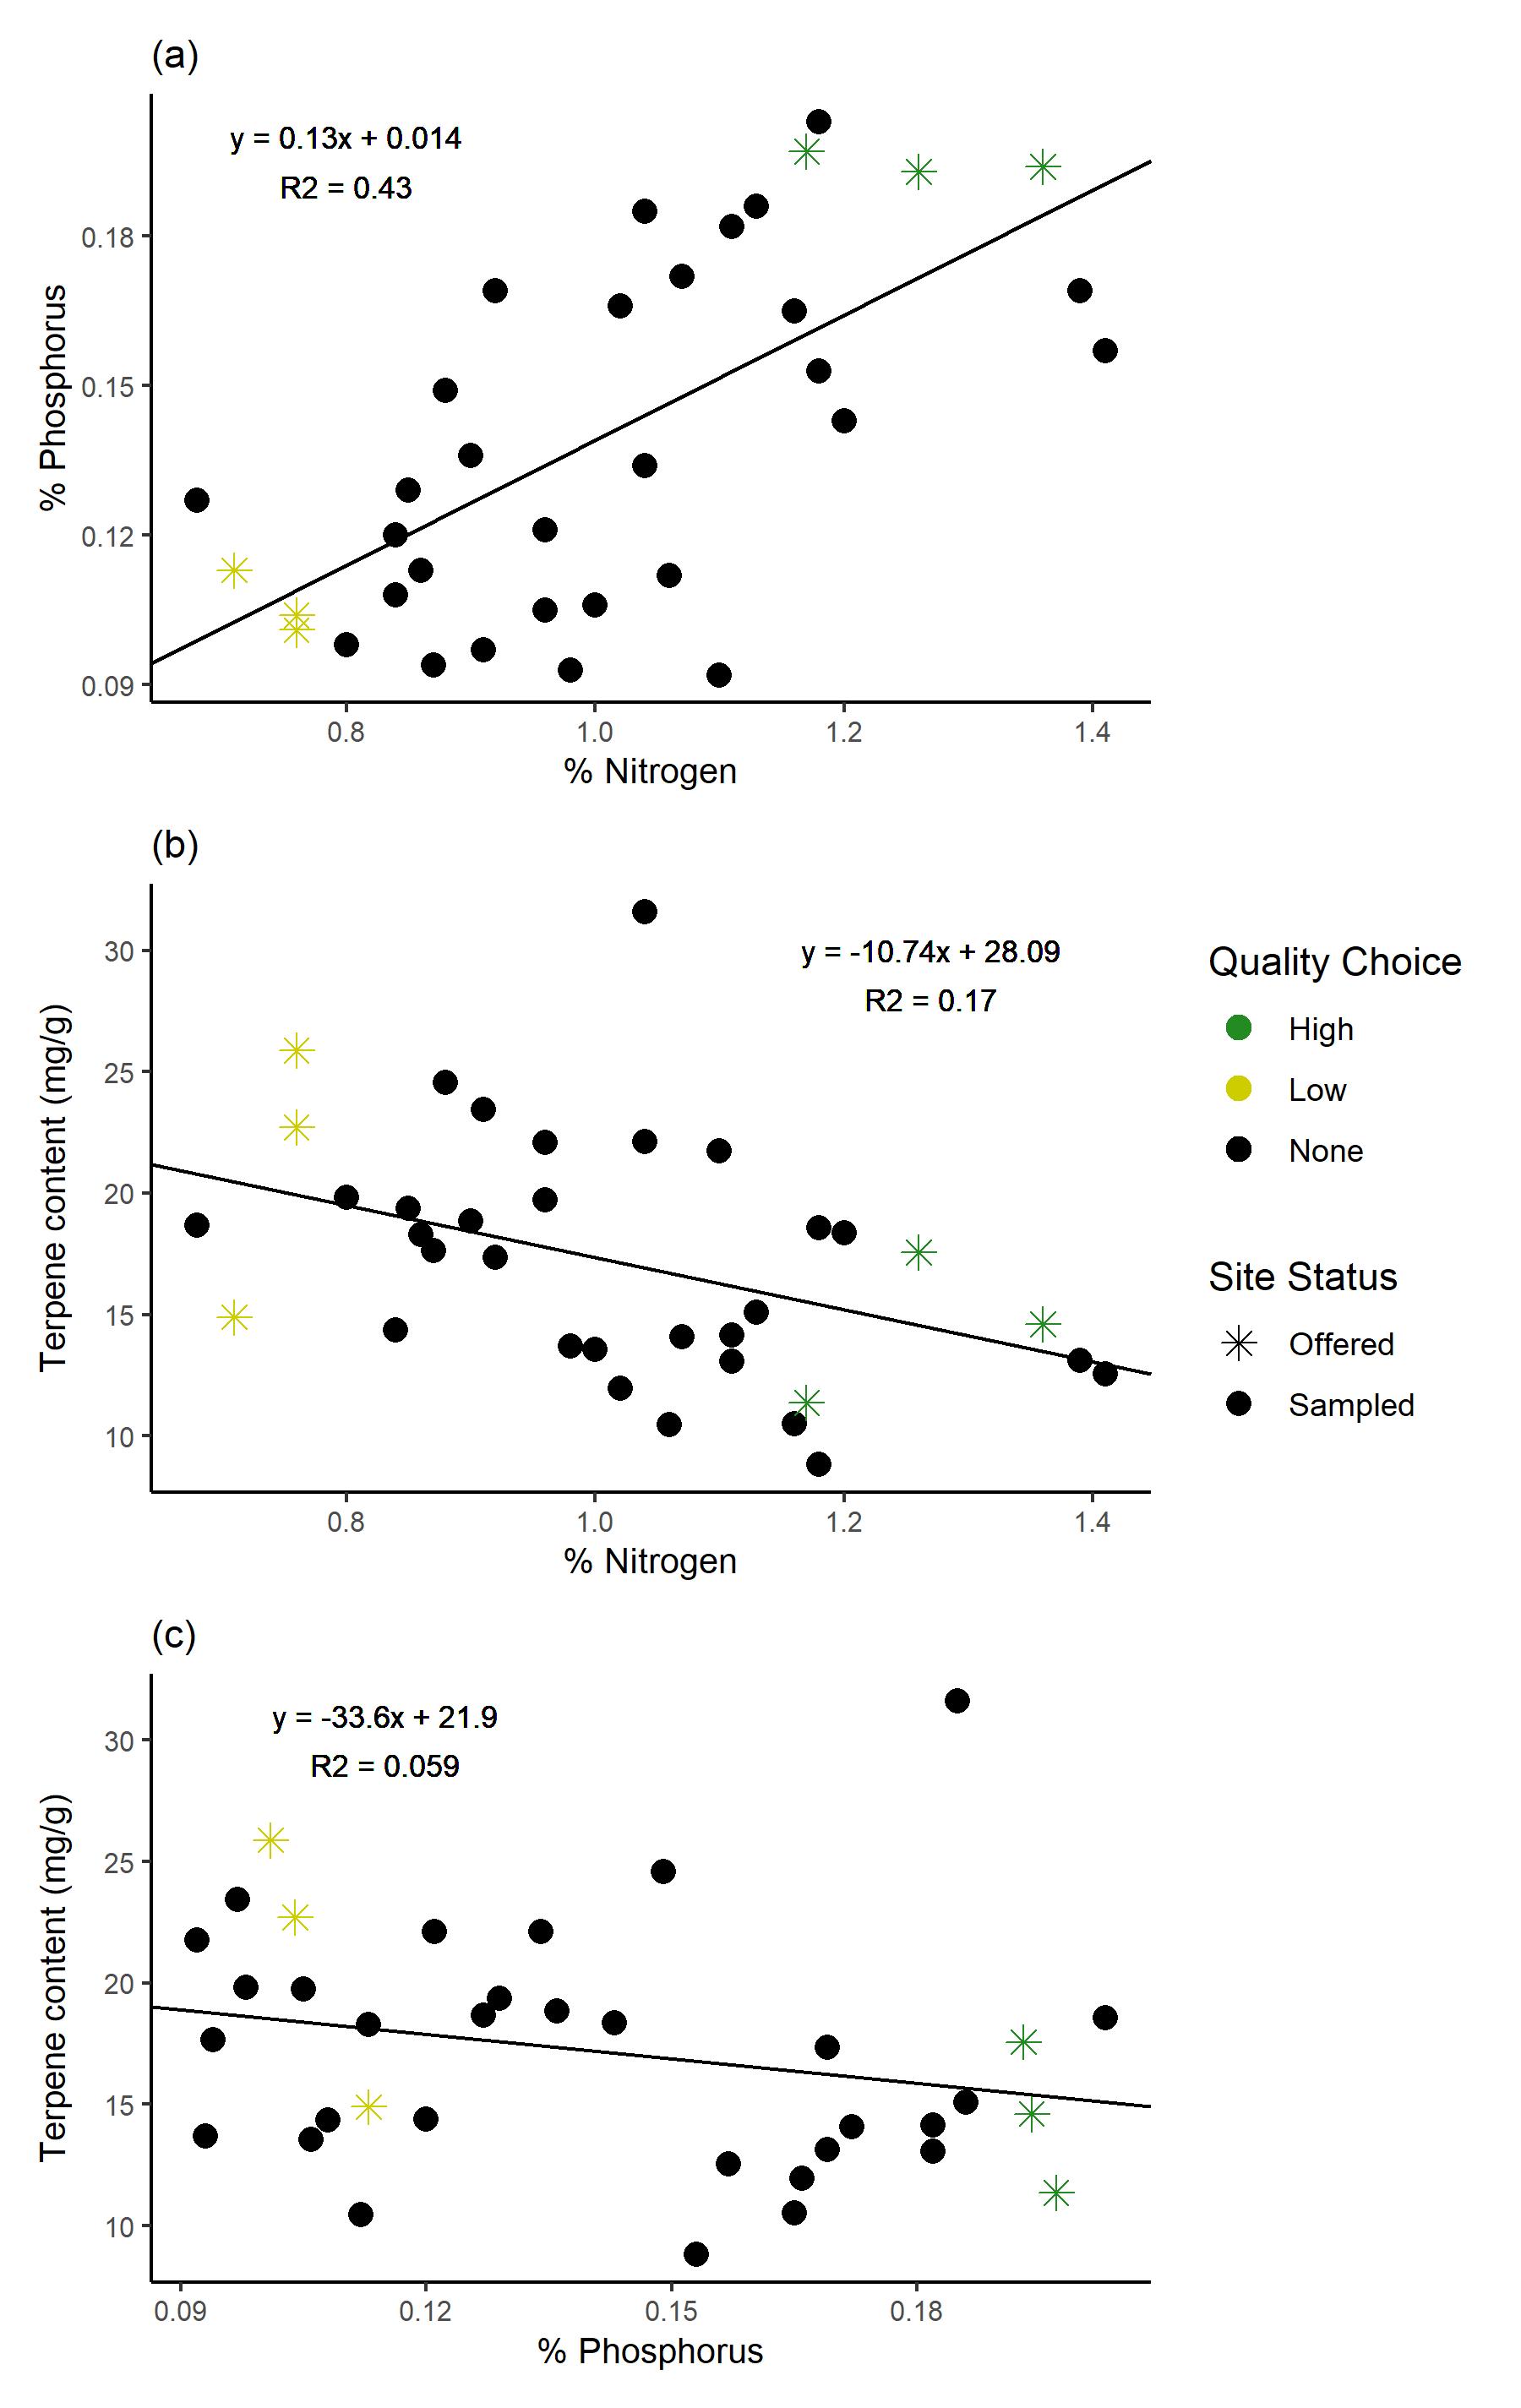 (a)
y = 0.13x + 0.014
R2 = 0.43
0.18
0.15
0.12
0.09
% Phosphorus
0.8 1.0 1.2 1.4
% Nitrogen
(b)
y = -10.74x + 28.09
R2 = 0.17
30
25
20
15
10
Terpene content (mg/g)
0.8 1.0 1.2 1.4
% Nitrogen
Quality Choice
High
Low
None
Site Status
Offered
Sampled
(c)
y = -33.6x + 21.9
R2 = 0.059
30
25
20
15
10
Terpene content (mg/g)
0.09 0.12 0.15 0.18
% Phosphorus